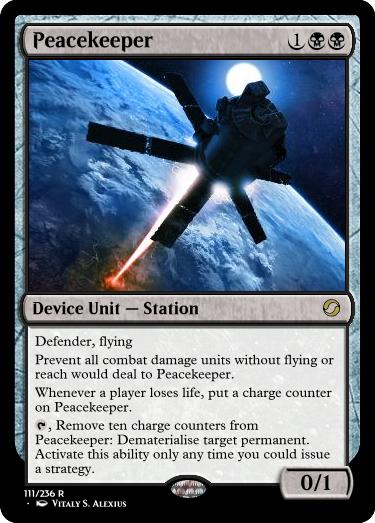 Peacekeeper 1
Device Unit — Station
Defender, flying
Prevent all combat damage units without flying or
reach would deal to Peacekeeper.
Whenever a player loses life, put a charge counter
on Peacekeeper.
, Remove ten charge counters from
Peacekeeper: Dematerialise target permanent.
Activate this ability only any time you could issue
a strategy.
0/1
111/236 R
· Vitaly S. Alexius